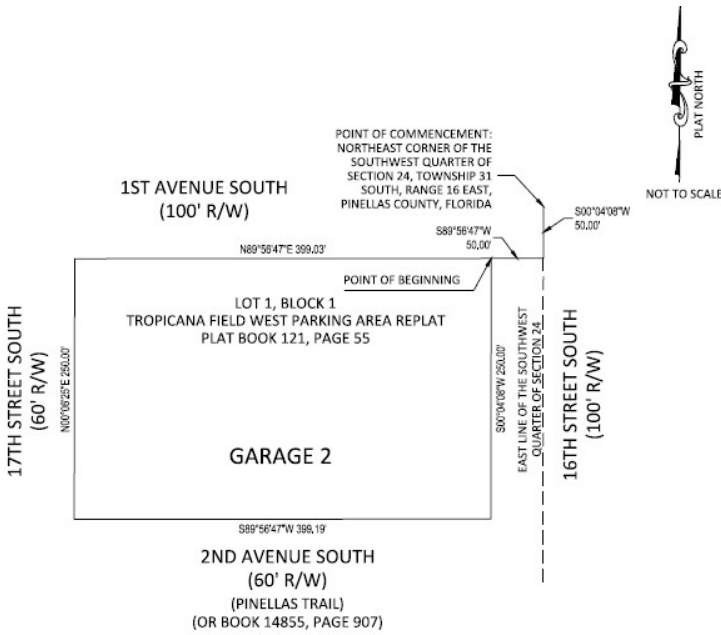 PLAT NORTH
NOT TO SCALE
POINT OF COMMENCEMENT:
NORTHEAST CORNER OF THE
SOUTHWEST QUARTER OF
SECTION 24, TOWNSHIP 31
SOUTH, RANGE 16 EAST,
PINELLAS COUNTY, FLORIDA
1ST AVENUE SOUTH
(100' R/W)
S00°04'08"W
50.00'
S89°56'47"W
50.00'
N89°56'47"E 399.03'
POINT OF BEGINNING
LOT 1, BLOCK 1
TROPICANA FIELD WEST PARKING AREA REPLAT
PLAT BOOK 121, PAGE 55
17TH STREET SOUTH
(60' R/W)
N00°06'25"E 250.00'
S00°04'08"W 250.00'
EAST LINE OF THE SOUTHWEST
QUARTER OF SECTION 24
16TH STREET SOUTH
(100' R/W)
GARAGE 2
S89°56'47"W 399.19'
2ND AVENUE SOUTH
(60' R/W)
(PINELLAS TRAIL)
(OR BOOK 14855, PAGE 907)